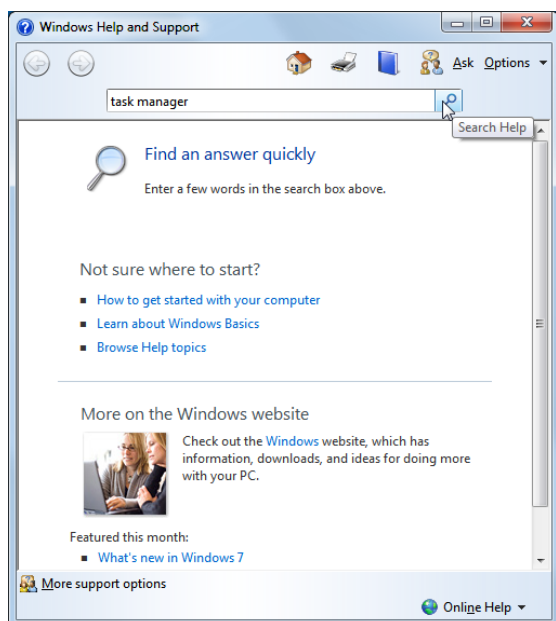 Windows Help and Support
Ask Options
task manager
Search Help
Find an answer quickly
Enter a few words in the search box above.
Not sure where to start?
How to get started with your computer
Learn about Windows Basics
Browse Help topics
More on the Windows website
Check out the Windows website, which has
information, downloads, and ideas for doing more
with your PC.
Featured this month:
What's new in Windows 7
More support options
Online Help